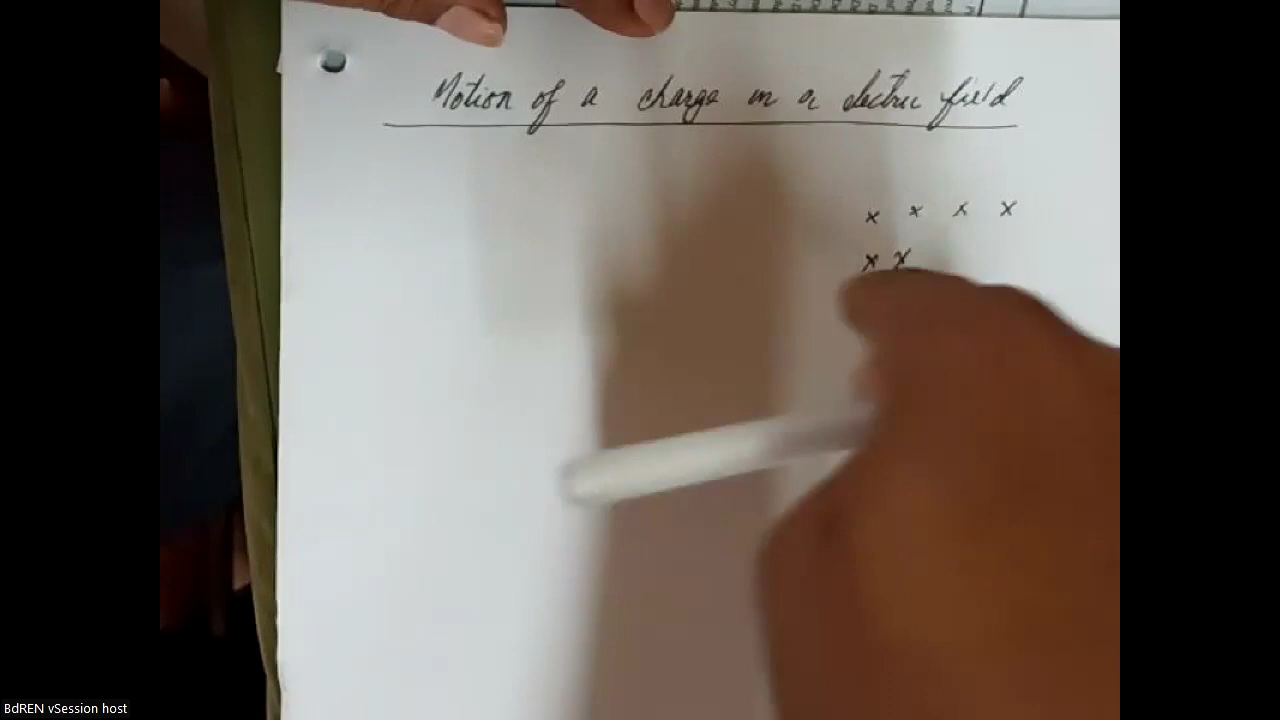 Motion of a charge in a electric field
x x x x
x x
BdREN vSession host